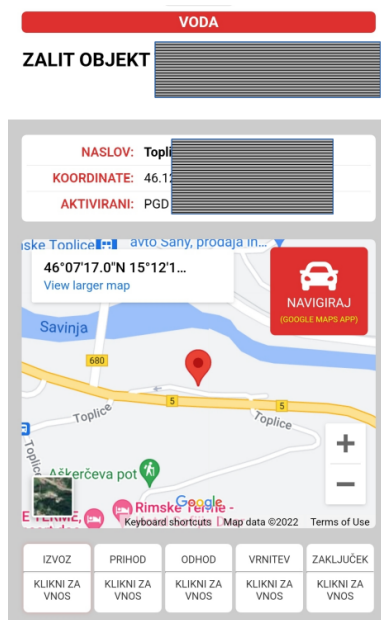 VODA
ZALIT OBJEKT
NASLOV: Topli
KOORDINATE: 46.12
AKTIVIRANI: PGD
ske Toplice
avto Sany, prodaja in...
46°07'17.0"N 15°12'1...
View larger map
NAVIGIRAJ
(GOOGLE MAPS APP)
Savinja
680
5
5
Toplice
Toplice
Toplice
Aškerčeva pot
Rimske Terme -
E TERME,
Google
Keyboard shortcuts Map data ©2022 Terms of Use
IZVOZ PRIHOD ODHOD VRNITEV ZAKLJUČEK
KLIKNI ZA KLIKNI ZA KLIKNI ZA KLIKNI ZA KLIKNI ZA
VNOS VNOS VNOS VNOS VNOS